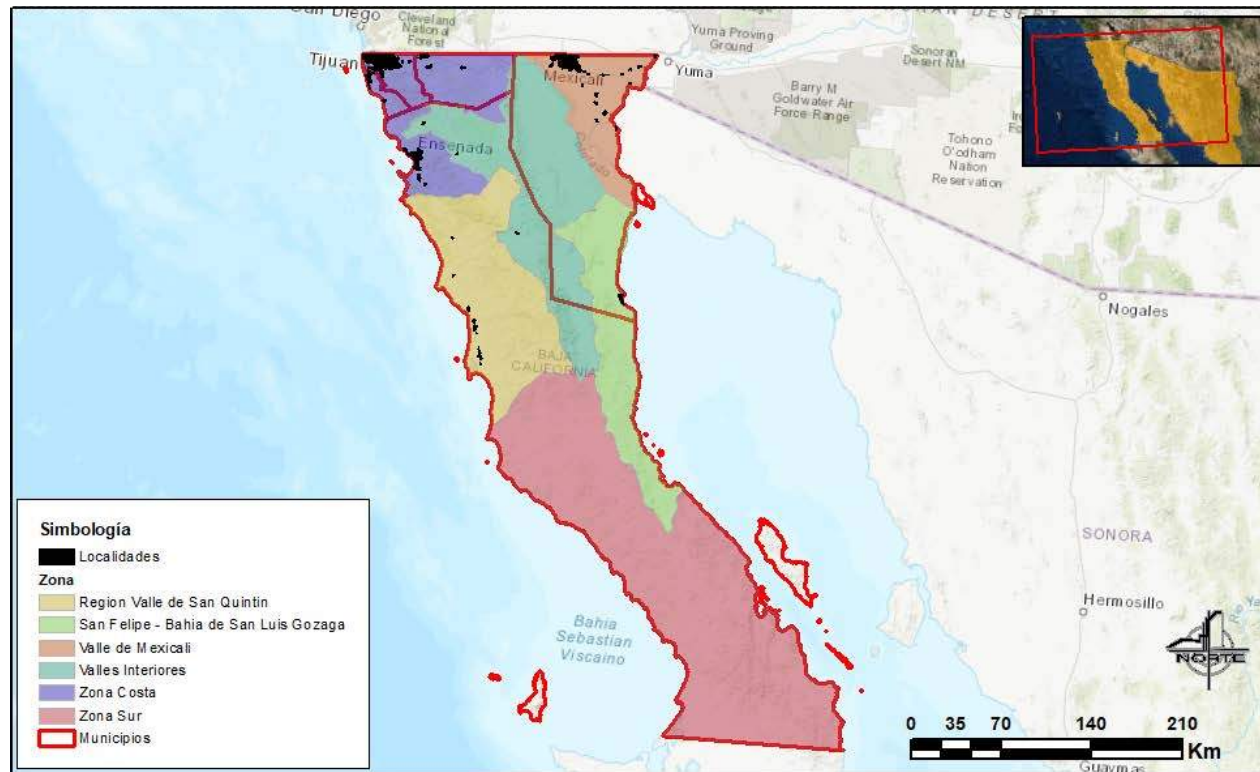 San Diego
Cleveland
National
Forest
Yuma Proving
Ground
DESERT
Sonoran
Desert NM
Tijuan
Mexicali
Yuma
Barry M
Goldwater Air
Force Range
Tohono
O'odham
Nation
Reservation
Ensenada
Nogales
BAJA
CALIFORNIA
SONORA
Hermosillo
Bahia
Sebastian
Viscaino
Guaymas
Simbología
Localidades
Zona
Region Valle de San Quintin
San Felipe - Bahia de San Luis Gozaga
Valle de Mexicali
Valles Interiores
Zona Costa
Zona Sur
Municipios
NORTE
0 35 70 140 210
Km